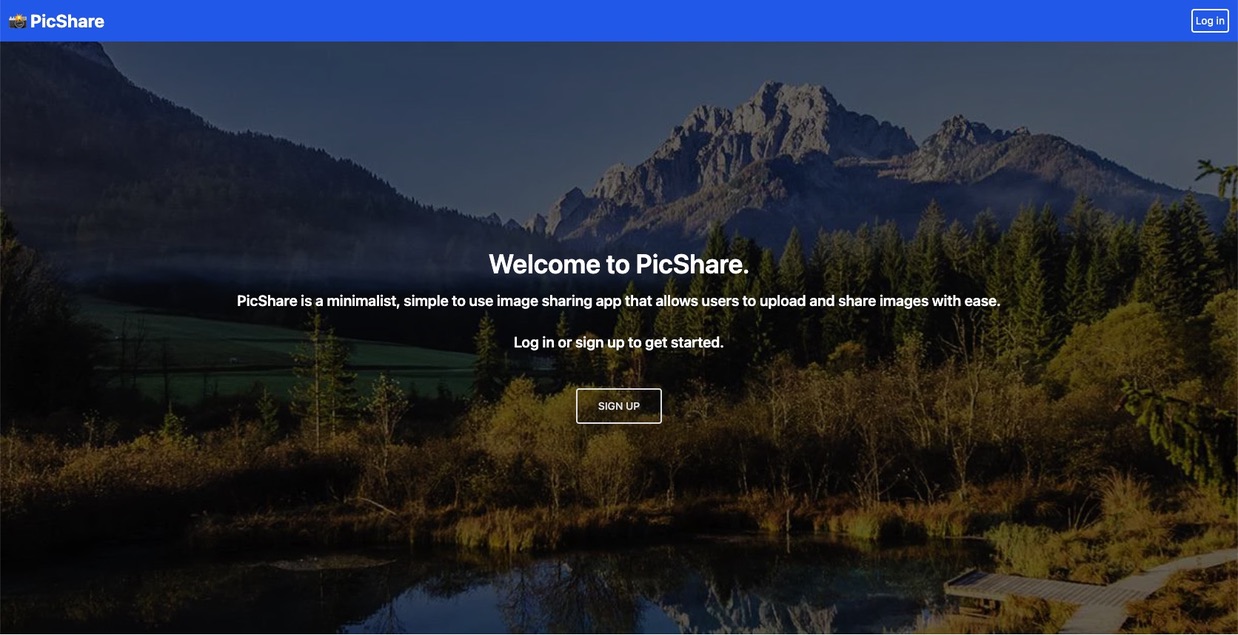 PicShare
Log in
Welcome to PicShare.
PicShare is a minimalist, simple to use image sharing app that allows users to upload and share images with ease.
Log in or sign up to get started.
SIGN UP